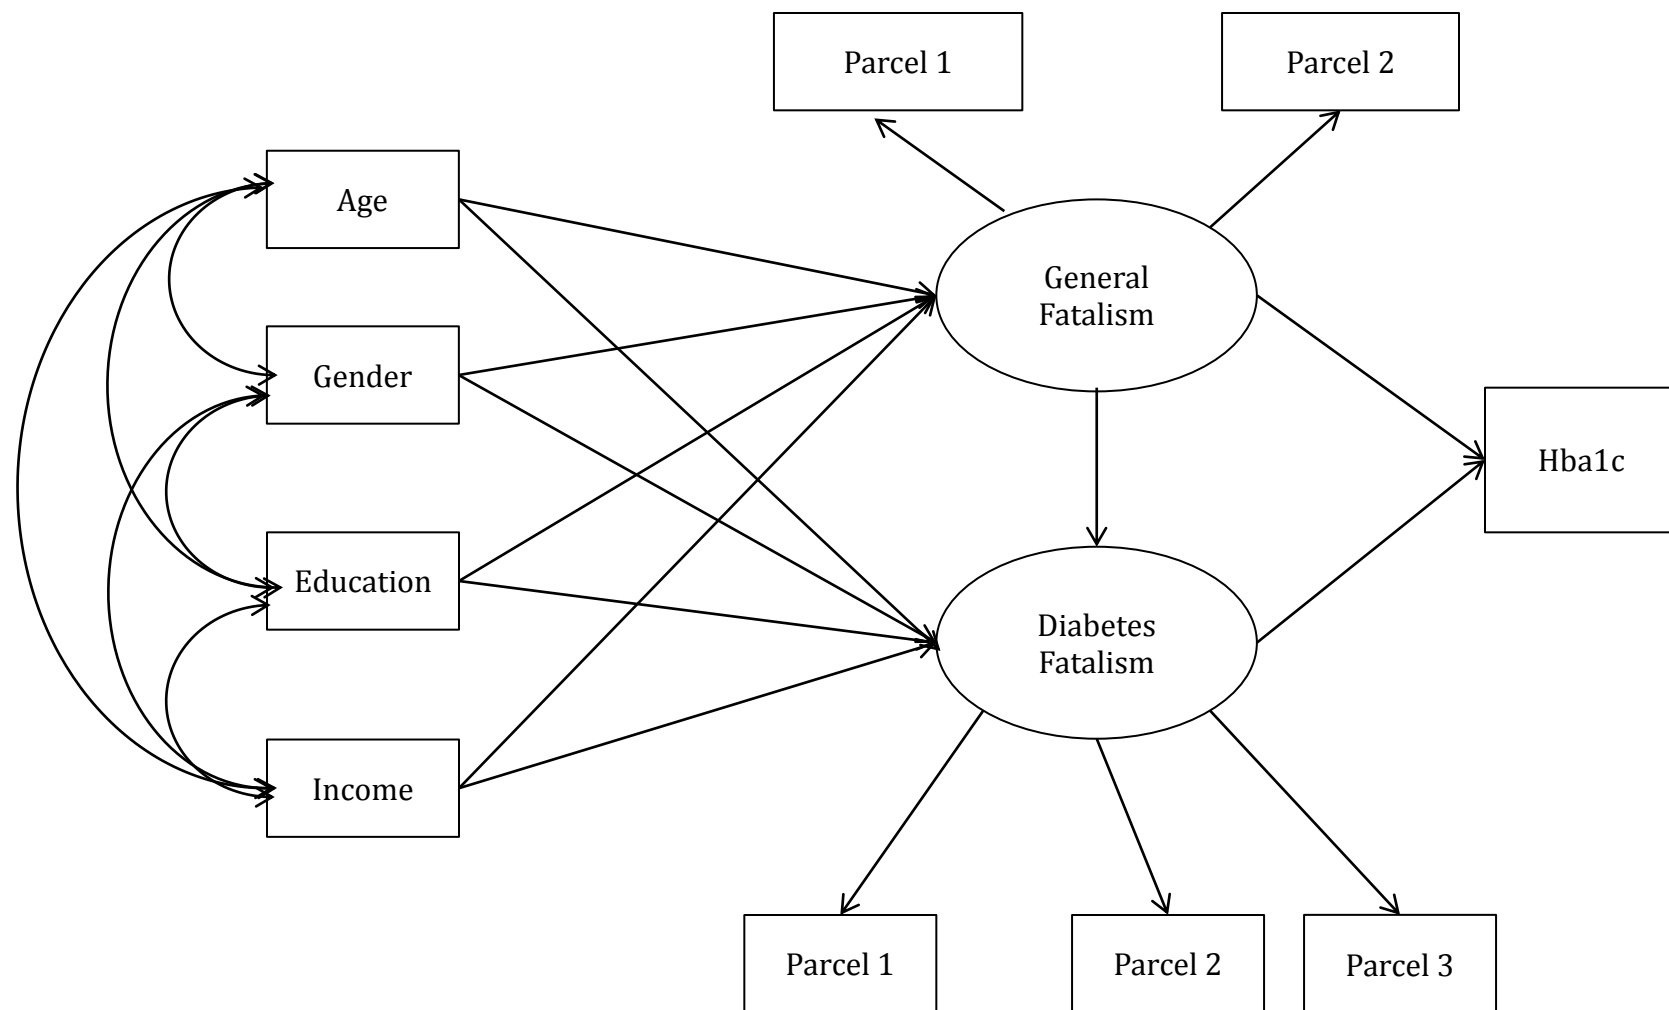 Parcel 1
Parcel 2
Age
General
Fatalism
Gender
Hba1c
Education
Diabetes
Fatalism
Income
Parcel 1
Parcel 2
Parcel 3